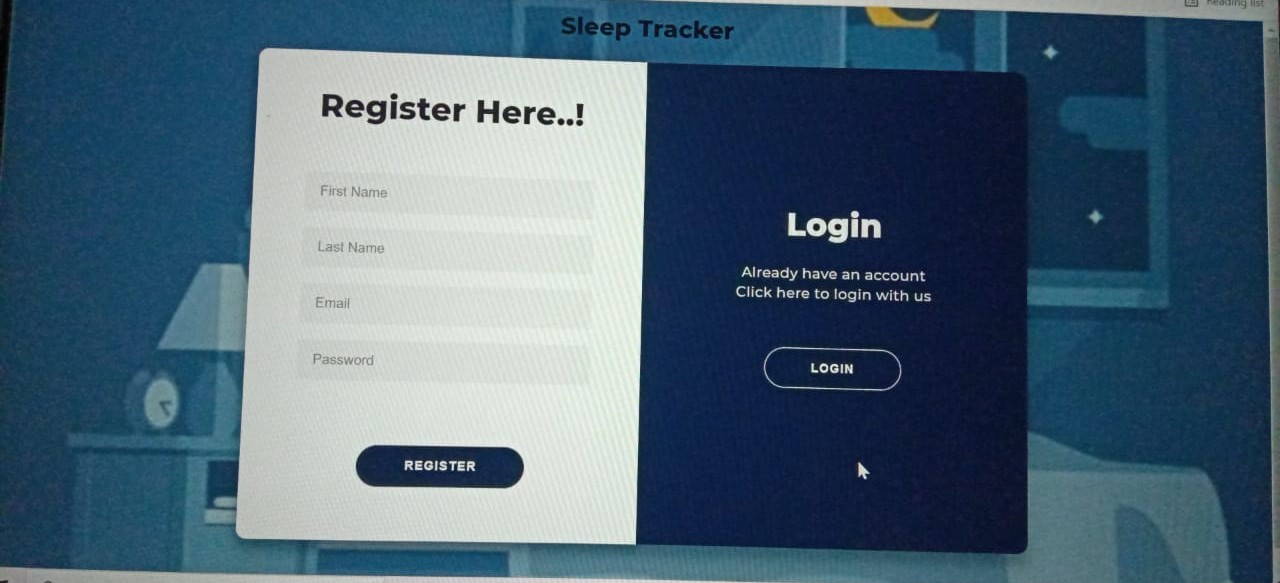 Reading list
Sleep Tracker
Register Here..!
First Name
Last Name
Email
Password
REGISTER
Login
Already have an account
Click here to login with us
LOGIN